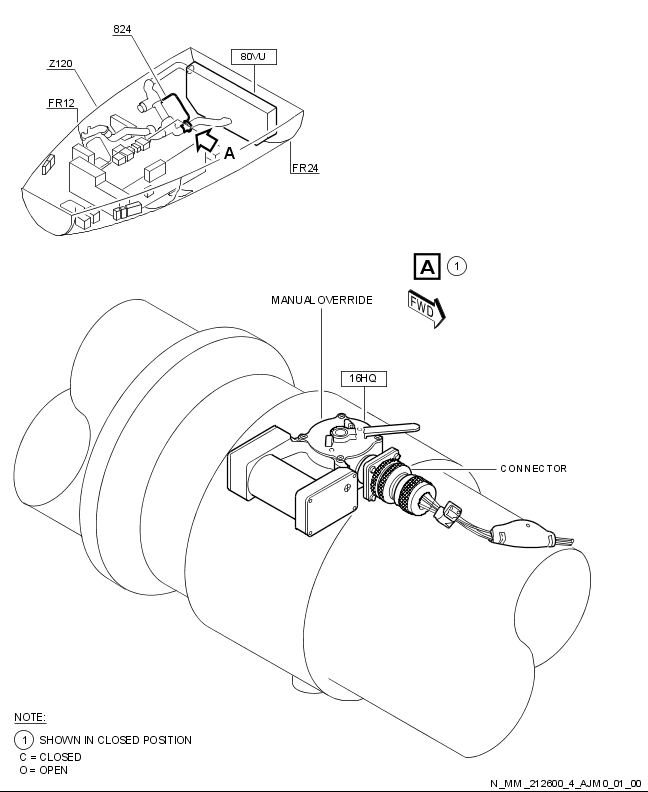 824
80VU
Z120
FR12
A
FR24
A 1
MANUAL OVERRIDE
FWD
16HQ
CONNECTOR
NOTE:
1 SHOWN IN CLOSED POSITION
C = CLOSED
O = OPEN
N_MM_212600_4_AJM0_01_00